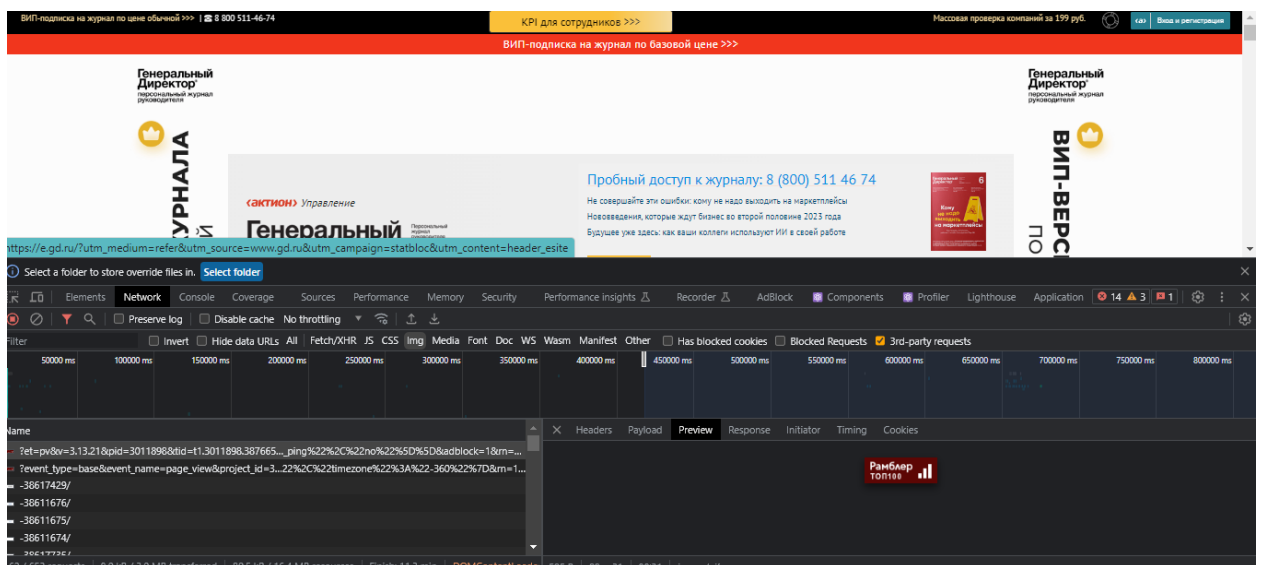 ВИП-подписка на журнал по цене обычной >>> | ☎ 8 800 511-46-74
KPI для сотрудников >>>
Массовая проверка компаний за 199 руб.
Вход и регистрация
ВИП-подписка на журнал по базовой цене >>>
Генеральный
Директор
персональный журнал
руководителя
Генеральный
Директор
персональный журнал
руководителя
УРНАЛА
ВИП-ВЕРС
ПО
Пробный доступ к журналу: 8 (800) 511 46 74
Не совершайте эти ошибки: кому не надо выходить на маркетплейсы
Нововведения, которые ждут бизнес во второй половине 2023 года
Будущее уже здесь: как ваши коллеги используют ИИ в своей работе
‹актион› Управление
Генеральный
Персональный
журнал
руководителя
6
Кому
не надо
выходить
на маркетплейсы
https://e.gd.ru/?utm_medium=refer&utm_source=www.gd.ru&utm_campaign=statbloc&utm_content=header_esite
Select a folder to store override files in. Select folder
Elements Network Console Coverage Sources Performance Memory Security Performance insights Recorder AdBlock Components Profiler Lighthouse Application 14 3 1
Preserve log Disable cache No throttling
Filter Invert Hide data URLs All Fetch/XHR JS CSS Img Media Font Doc WS Wasm Manifest Other Has blocked cookies Blocked Requests 3rd-party requests
50000 ms 100000 ms 150000 ms 200000 ms 250000 ms 300000 ms 350000 ms 400000 ms 450000 ms 500000 ms 550000 ms 600000 ms 650000 ms 700000 ms 750000 ms 800000 ms
Name
Headers Payload Preview Response Initiator Timing Cookies
?et=pv&v=3.13.21&pid=3011898&tid=t1.3011898.387665..._ping%22%2C%22no%22%5D%5D&adblock=1&rn=...
?event_type=base&event_name=page_view&project_id=3...22%2C%22timezone%22%3A%22-360%22%7D&rn=1...
-38617429/
-38611676/
-38611675/
-38611674/
Рамблер
ТОП100